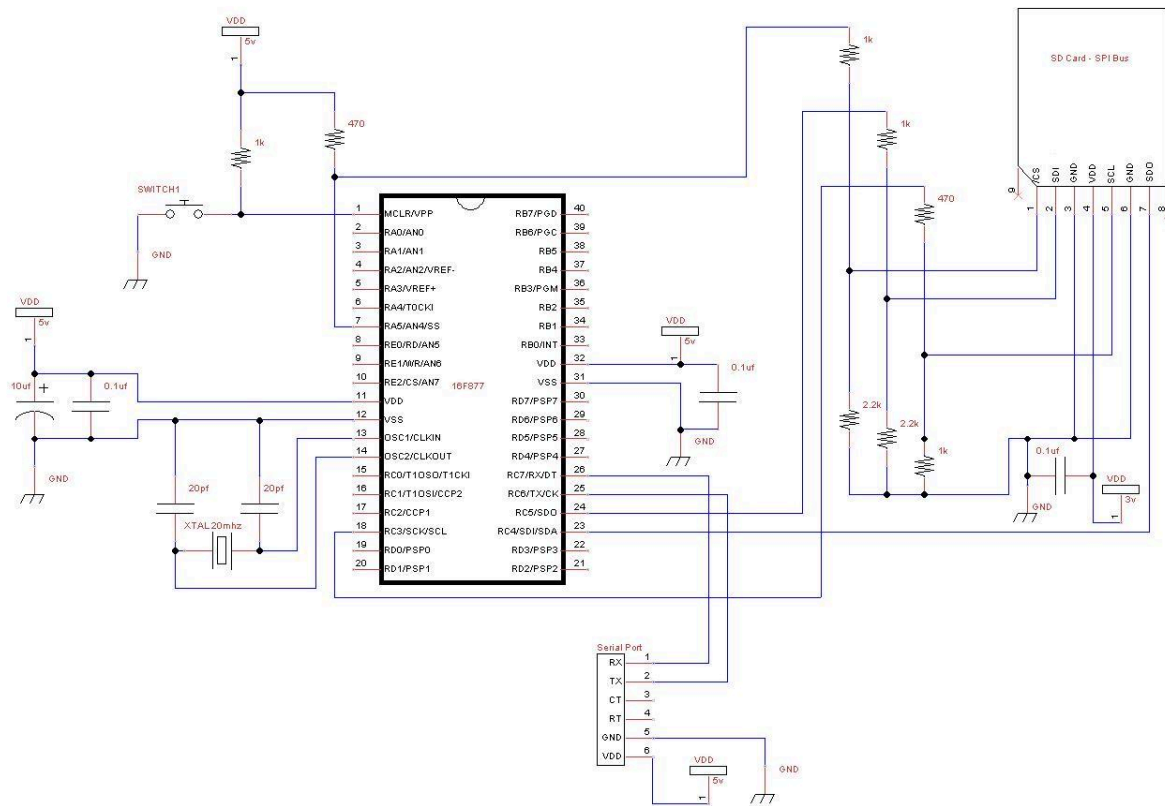 VDD
5v
1
1k
470
SWITCH1
GND
VDD
5v
1
10uf
+
0.1uf
GND
20pf
20pf
XTAL20mhz
16F877
1 MCLR/VPP
2 RA0/AN0
3 RA1/AN1
4 RA2/AN2/VREF-
5 RA3/VREF+
6 RA4/TOCKI
7 RA5/AN4/SS
8 RE0/RD/AN5
9 RE1/WR/AN6
10 RE2/CS/AN7
11 VDD
12 VSS
13 OSC1/CLKIN
14 OSC2/CLKOUT
15 RC0/T1OSO/T1CKI
16 RC1/T1OSI/CCP2
17 RC2/CCP1
18 RC3/SCK/SCL
19 RD0/PSP0
20 RD1/PSP1
RB7/PGD 40
RB6/PGC 39
RB5 38
RB4 37
RB3/PGM 36
RB2 35
RB1 34
RB0/INT 33
VDD 32
VSS 31
RD7/PSP7 30
RD6/PSP6 29
RD5/PSP5 28
RD4/PSP4 27
RC7/RX/DT 26
RC6/TX/CK 25
RC5/SDO 24
RC4/SDI/SDA 23
RD3/PSP3 22
RD2/PSP2 21
VDD
5v
1
0.1uf
GND
1k
1k
470
2.2k
2.2k
1k
SD Card - SPI Bus
9
/CS
SDI
GND
VDD
SCL
GND
SDO
1
2
3
4
5
6
7
8
0.1uf
GND
VDD
3v
1
Serial Port
RX 1
TX 2
CT 3
RT 4
GND 5
VDD 6
VDD
5v
1
GND